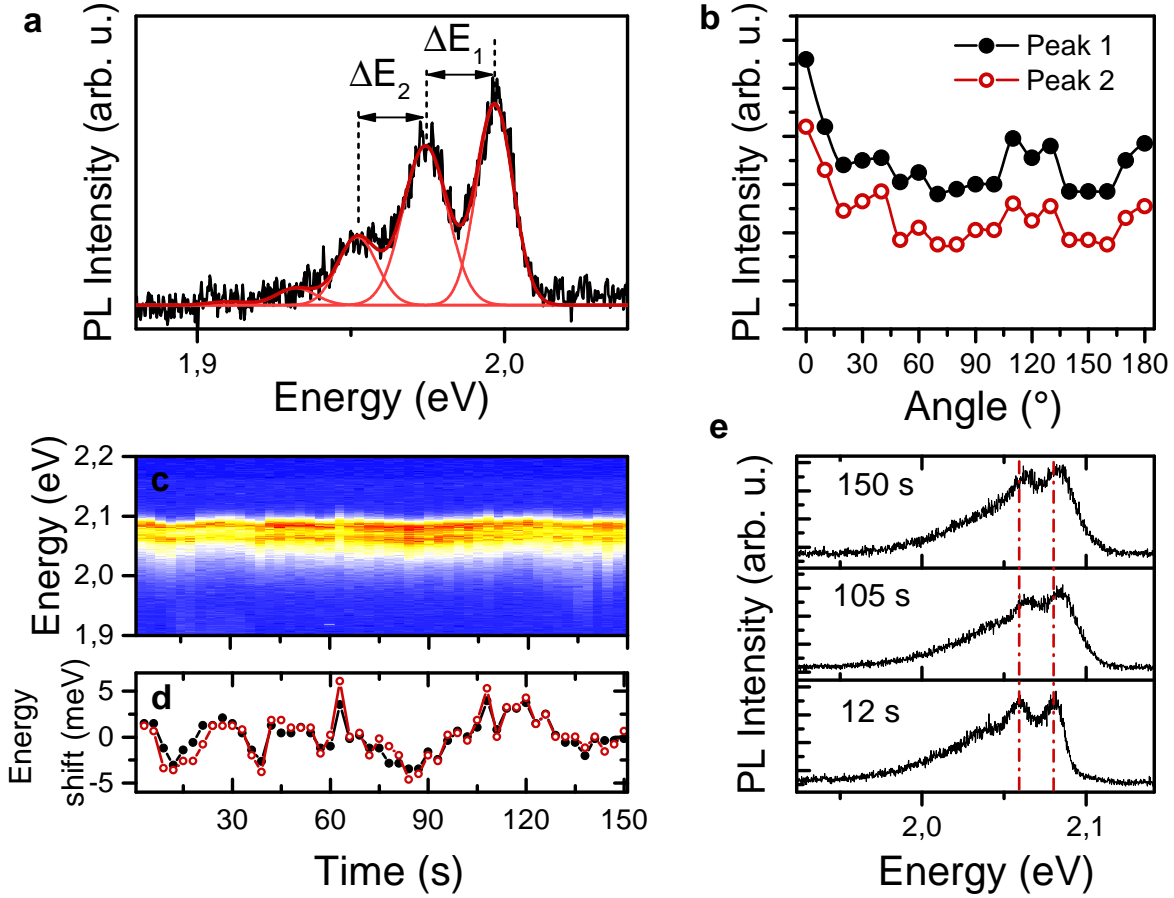 a
PL Intensity (arb. u.)
ΔE1
ΔE2
1,9
2,0
Energy (eV)
b
PL Intensity (arb. u.)
Peak 1
Peak 2
0 30 60 90 120 150 180
Angle (°)
c
Energy (eV)
2,2
2,1
2,0
1,9
d
Energy
shift (meV)
5
0
-5
30 60 90 120 150
Time (s)
e
PL Intensity (arb. u.)
150 s
105 s
12 s
2,0 2,1
Energy (eV)